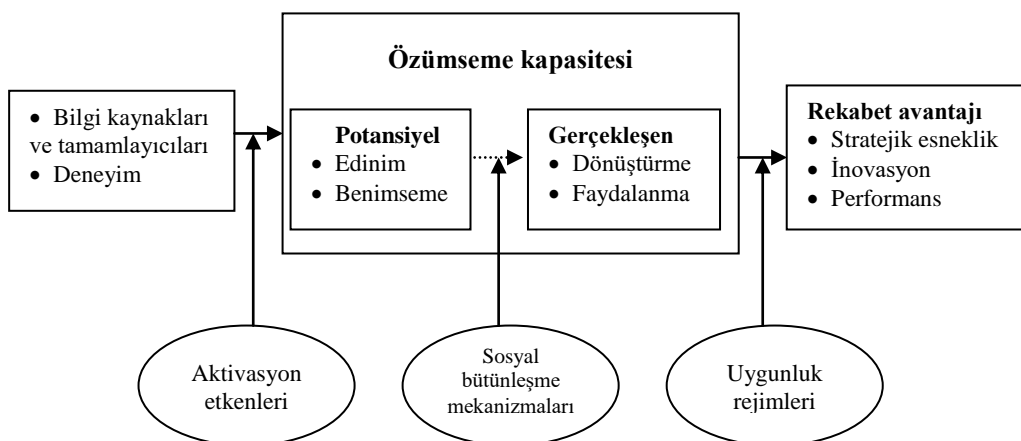 Özümseme kapasitesi
• Bilgi kaynakları
ve tamamlayıcıları
• Deneyim
Potansiyel
• Edinim
• Benimseme
Gerçekleşen
• Dönüştürme
• Faydalanma
Rekabet avantajı
• Stratejik esneklik
• İnovasyon
• Performans
Aktivasyon
etkenleri
Sosyal
bütünleşme
mekanizmaları
Uygunluk
rejimleri